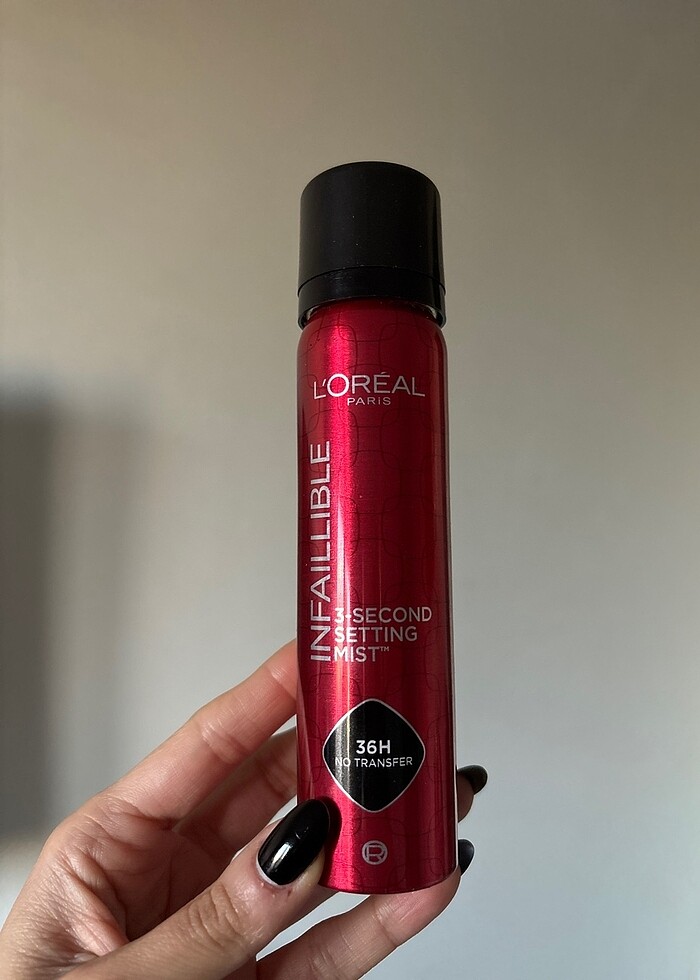 L'ORÉAL
PARIS
INFAILLIBLE
3-SECOND
SETTING
MIST™
36H
NO TRANSFER
R